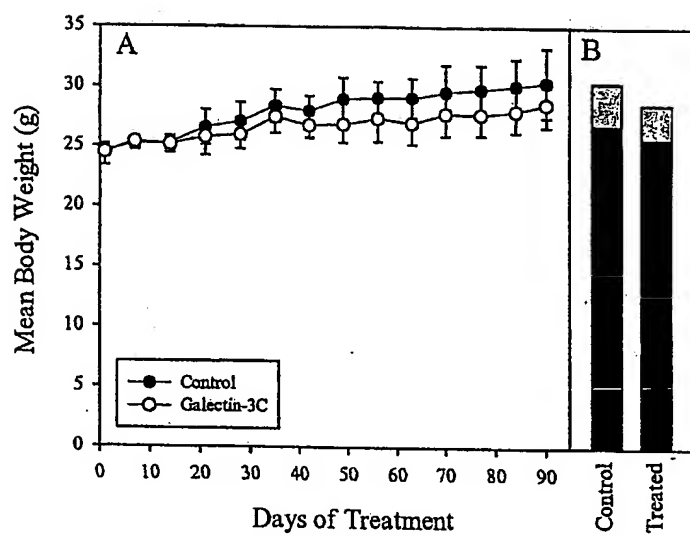 Mean Body Weight (g)
35
30
25
20
15
10
5
0
A
Control
Galectin-3C
0 10 20 30 40 50 60 70 80 90
Days of Treatment
B
Control
Treated